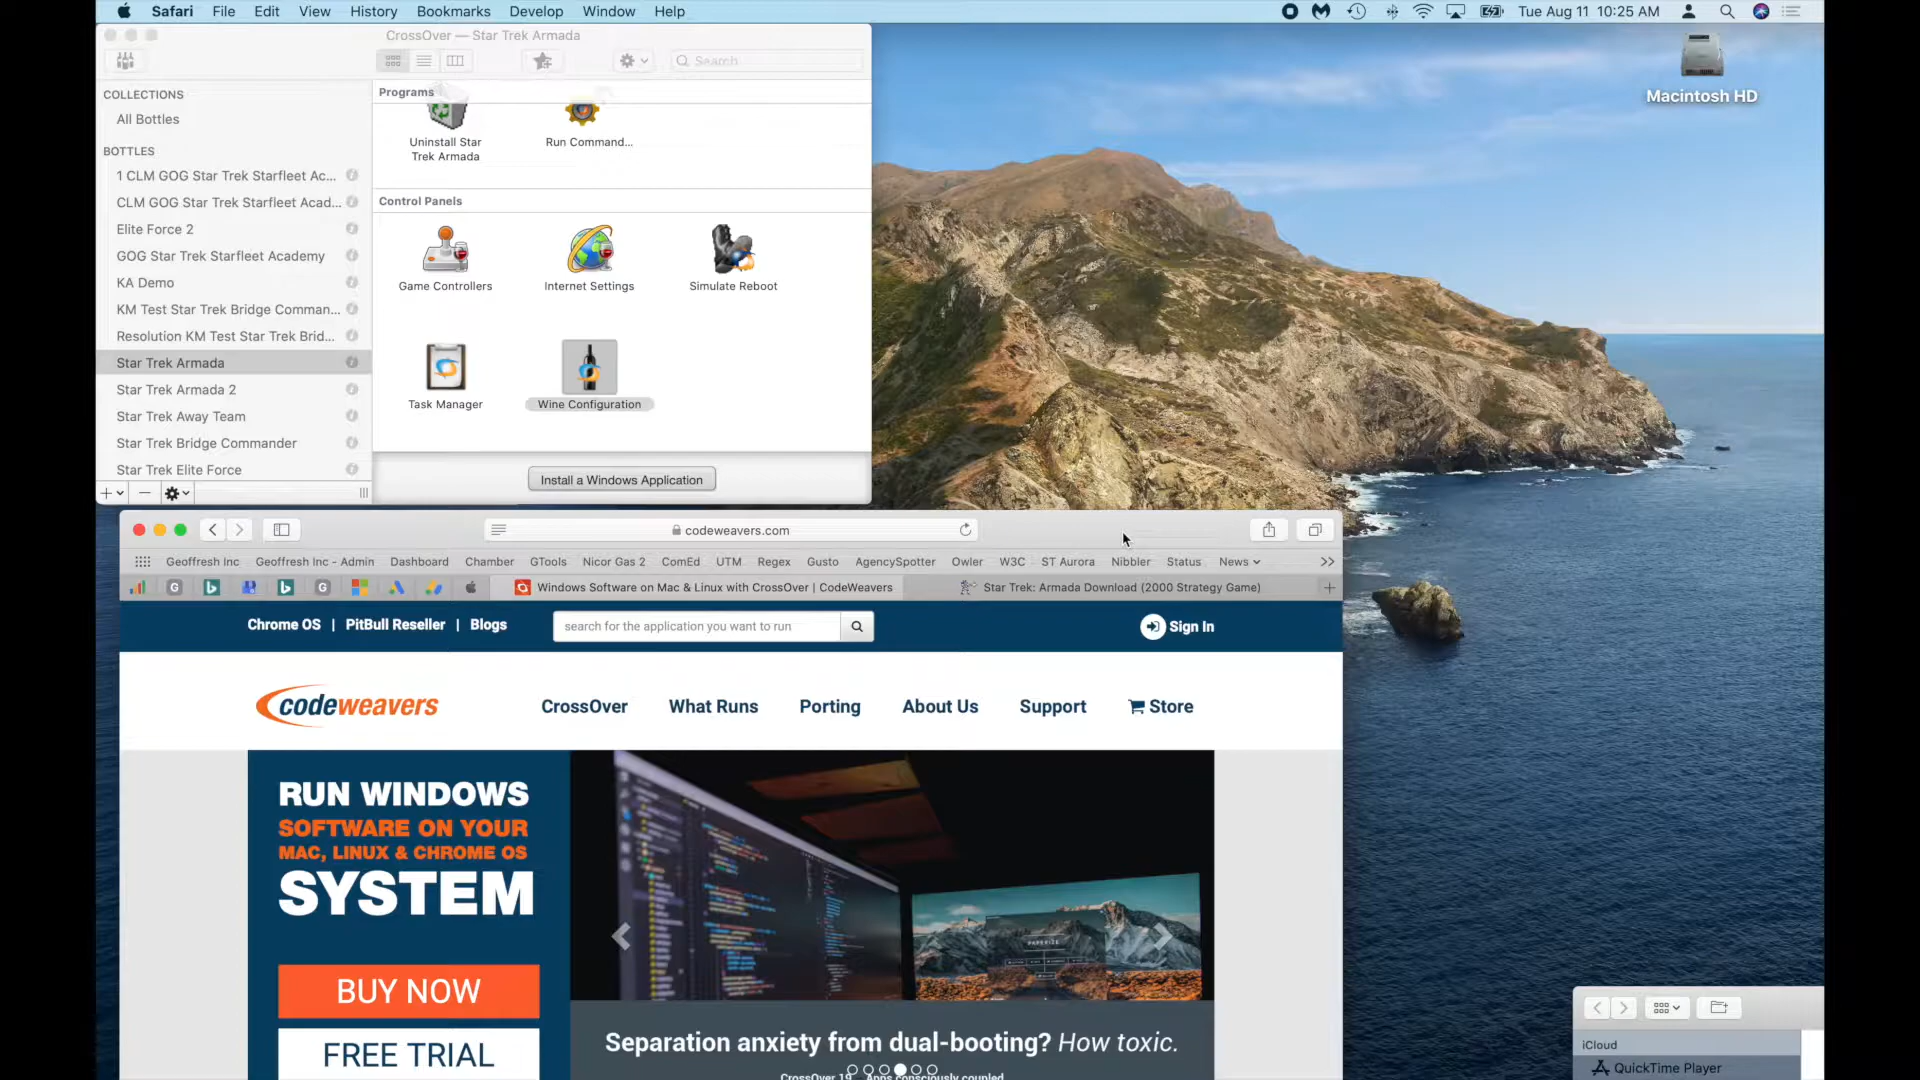 Safari File Edit View History Bookmarks Develop Window Help
Tue Aug 11 10:25 AM
CrossOver — Star Trek Armada
Search
Macintosh HD
COLLECTIONS
All Bottles
BOTTLES
1 CLM GOG Star Trek Starfleet Ac...
CLM GOG Star Trek Starfleet Acad...
Elite Force 2
GOG Star Trek Starfleet Academy
KA Demo
KM Test Star Trek Bridge Comman...
Resolution KM Test Star Trek Brid...
Star Trek Armada
Star Trek Armada 2
Star Trek Away Team
Star Trek Bridge Commander
Star Trek Elite Force
Programs
Uninstall Star
Trek Armada
Run Command...
Control Panels
Game Controllers
Internet Settings
Simulate Reboot
Task Manager
Wine Configuration
Install a Windows Application
codeweavers.com
Geoffresh Inc Geoffresh Inc - Admin Dashboard Chamber GTools Nicor Gas 2 ComEd UTM Regex Gusto AgencySpotter Owler W3C ST Aurora Nibbler Status News
Windows Software on Mac & Linux with CrossOver | CodeWeavers
Star Trek: Armada Download (2000 Strategy Game)
Chrome OS | PitBull Reseller | Blogs
search for the application you want to run
Sign In
codeweavers
CrossOver What Runs Porting About Us Support Store
RUN WINDOWS
SOFTWARE ON YOUR
MAC, LINUX & CHROME OS
SYSTEM
BUY NOW
FREE TRIAL
PAPERIZE
Separation anxiety from dual-booting? How toxic.
CrossOver 19 Apps consciously coupled
iCloud
QuickTime Player